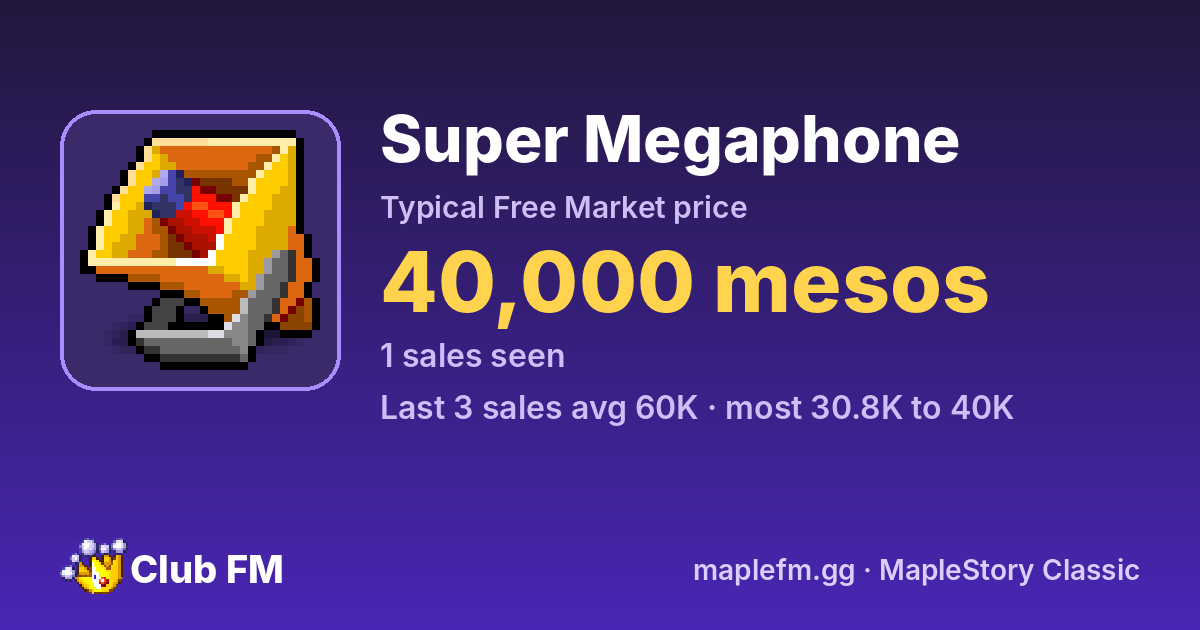 Super Megaphone
Typical Free Market price
40,000 mesos
1 sales seen
Last 3 sales avg 60K · most 30.8K to 40K
Club FM
maplefm.gg · MapleStory Classic